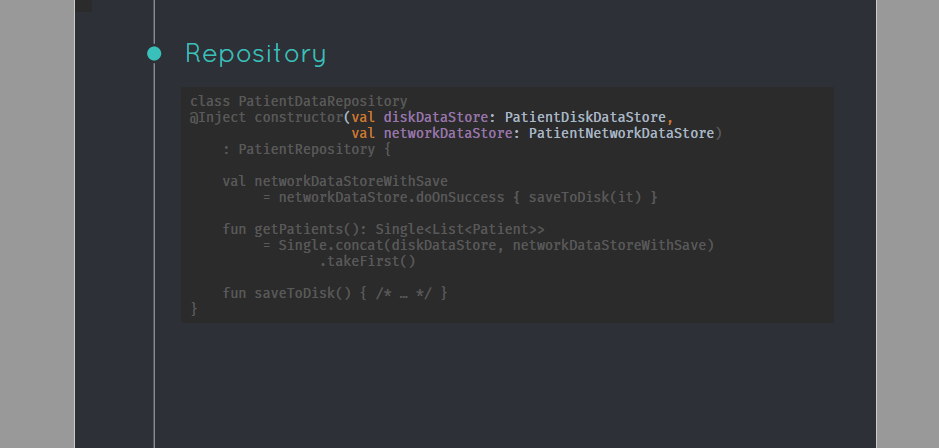 Repository
class PatientDataRepository
@Inject constructor(val diskDataStore: PatientDiskDataStore,
val networkDataStore: PatientNetworkDataStore)
: PatientRepository {
val networkDataStoreWithSave
= networkDataStore.doOnSuccess { saveToDisk(it) }
fun getPatients(): Single<List<Patient>>
= Single.concat(diskDataStore, networkDataStoreWithSave)
.takeFirst()
fun saveToDisk() { /* … */ }
}